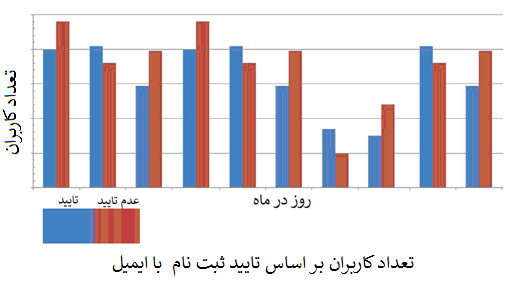 تعداد کاربران
تایید
عدم تایید
روز در ماه
تعداد کاربران بر اساس تایید ثبت نام با ایمیل